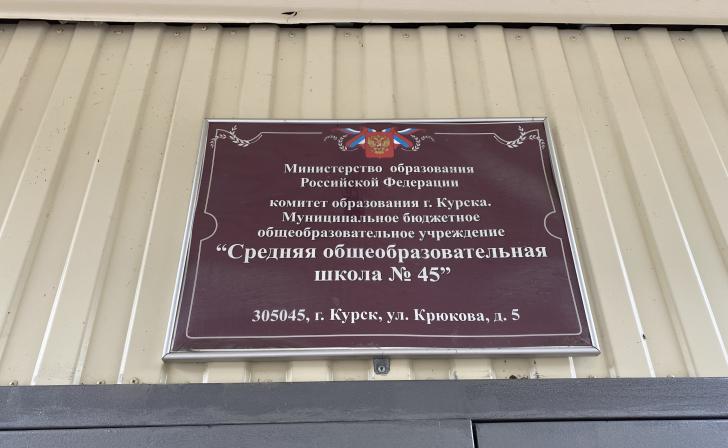 Министерство образования
Российской Федерации
комитет образования г. Курска.
Муниципальное бюджетное
общеобразовательное учреждение
“Средняя общеобразовательная
школа № 45”
305045, г. Курск, ул. Крюкова, д. 5